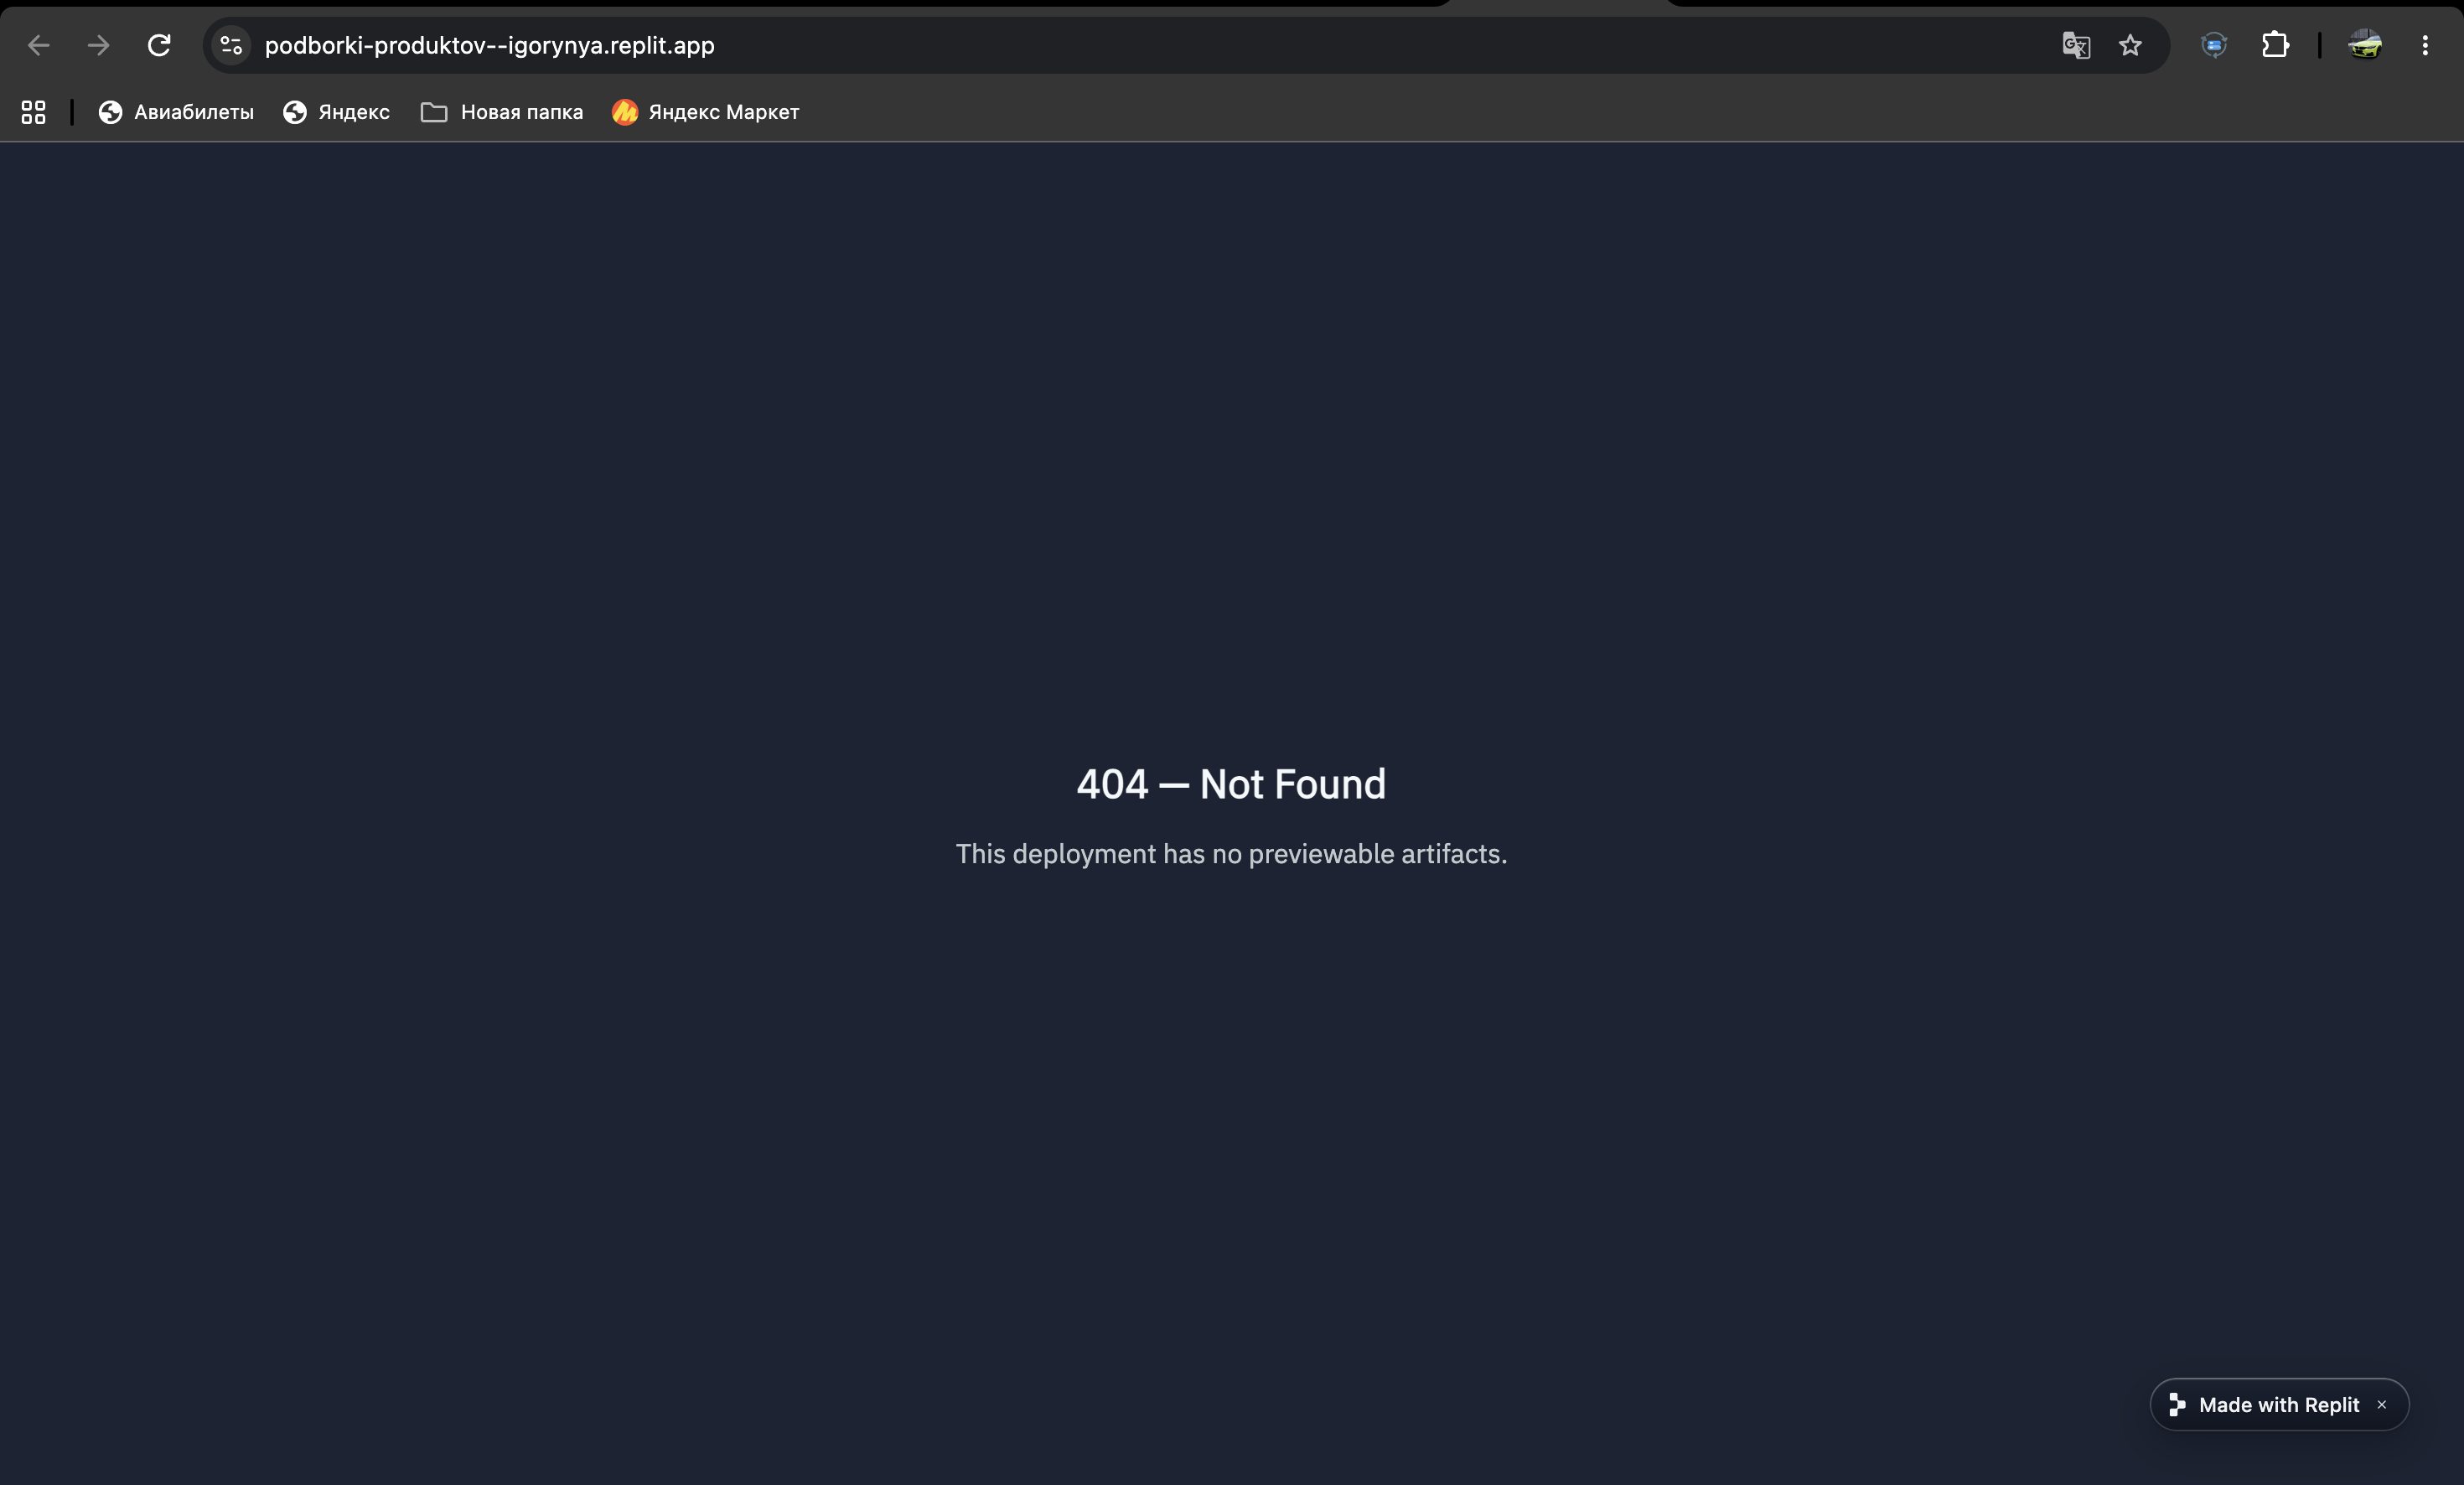 podborki-produktov--igorynya.replit.app
Авиабилеты Яндекс Новая папка Яндекс Маркет
404 — Not Found
This deployment has no previewable artifacts.
Made with Replit ×